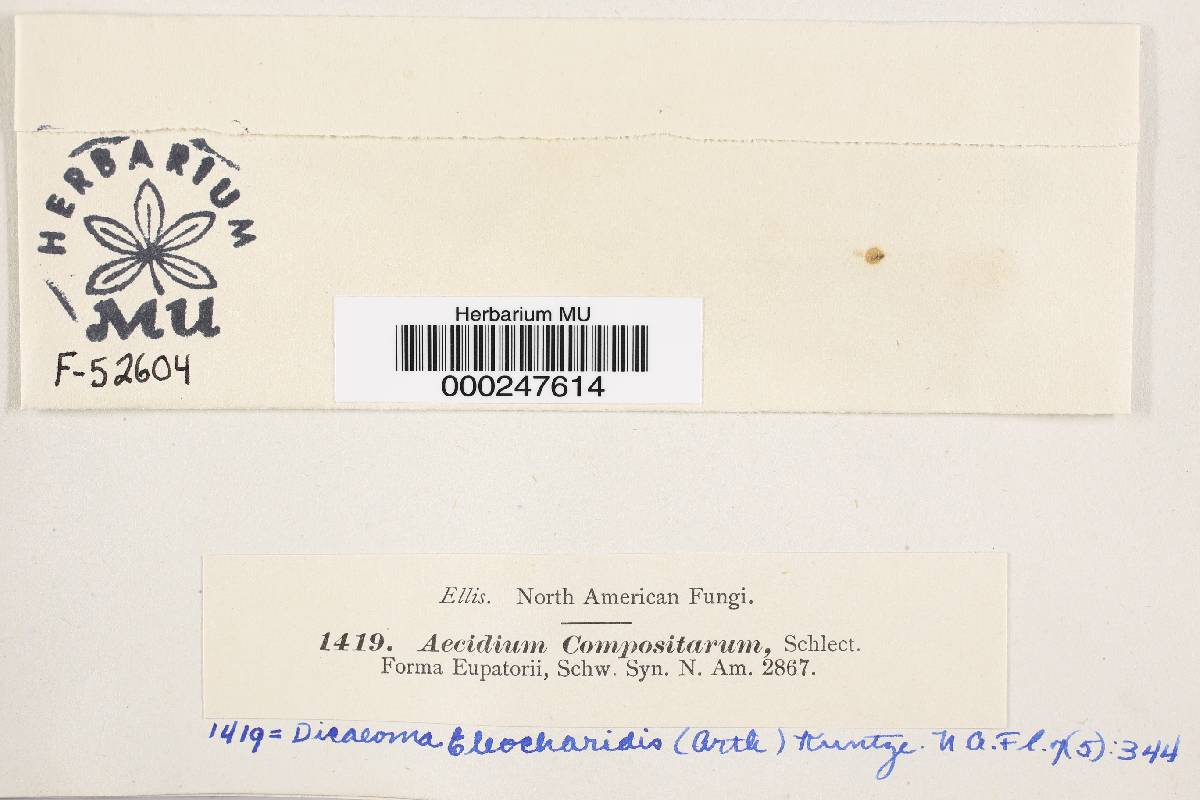 HERBARIUM
MU
F-52604
Herbarium MU
000247614
Ellis. North American Fungi.
1419. Aecidium Compositarum, Schlect.
Forma Eupatorii, Schw. Syn. N. Am. 2867.
1419 = Dicaeoma Eleocharidis (Arth) Kuntze. N A. Fl. 7(5):344